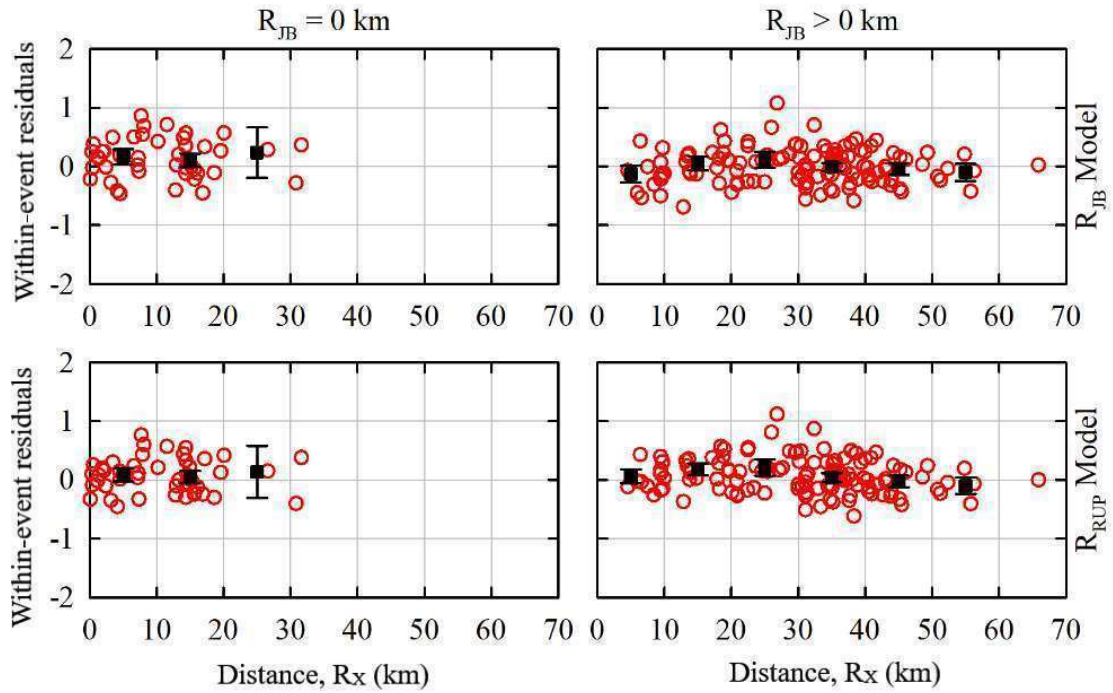 R_JB = 0 km
R_JB > 0 km
Within-event residuals
2
1
0
-1
-2
0 10 20 30 40 50 60 70
0 10 20 30 40 50 60 70
R_JB Model
Within-event residuals
2
1
0
-1
-2
0 10 20 30 40 50 60 70
0 10 20 30 40 50 60 70
R_RUP Model
Distance, Rx (km)
Distance, Rx (km)